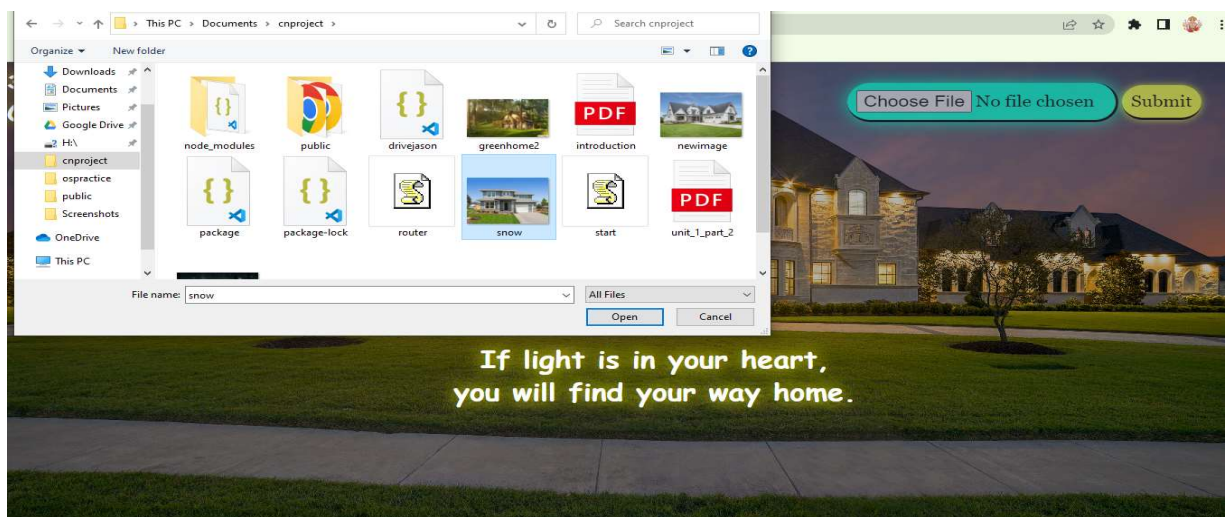 This PC > Documents > cnproject >
Search cnproject
Organize
New folder
Downloads
Documents
Pictures
Google Drive
H:\
cnproject
ospractice
public
Screenshots
OneDrive
This PC
node_modules
public
drivejason
greenhome2
PDF
introduction
newimage
package
package-lock
router
snow
start
PDF
unit_1_part_2
File name: snow
All Files
Open
Cancel
Choose File No file chosen
Submit
If light is in your heart,
you will find your way home.